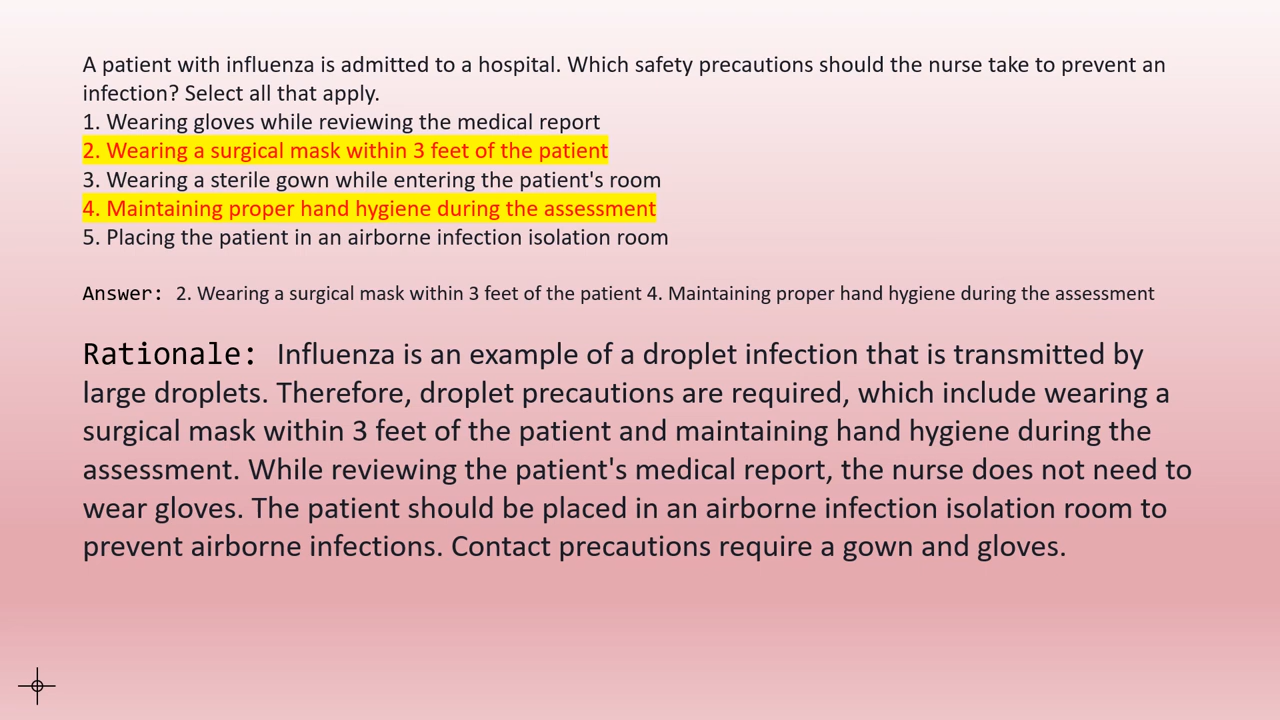 A patient with influenza is admitted to a hospital. Which safety precautions should the nurse take to prevent an
infection? Select all that apply.
1. Wearing gloves while reviewing the medical report
2. Wearing a surgical mask within 3 feet of the patient
3. Wearing a sterile gown while entering the patient's room
4. Maintaining proper hand hygiene during the assessment
5. Placing the patient in an airborne infection isolation room
Answer: 2. Wearing a surgical mask within 3 feet of the patient 4. Maintaining proper hand hygiene during the assessment
Rationale: Influenza is an example of a droplet infection that is transmitted by
large droplets. Therefore, droplet precautions are required, which include wearing a
surgical mask within 3 feet of the patient and maintaining hand hygiene during the
assessment. While reviewing the patient's medical report, the nurse does not need to
wear gloves. The patient should be placed in an airborne infection isolation room to
prevent airborne infections. Contact precautions require a gown and gloves.